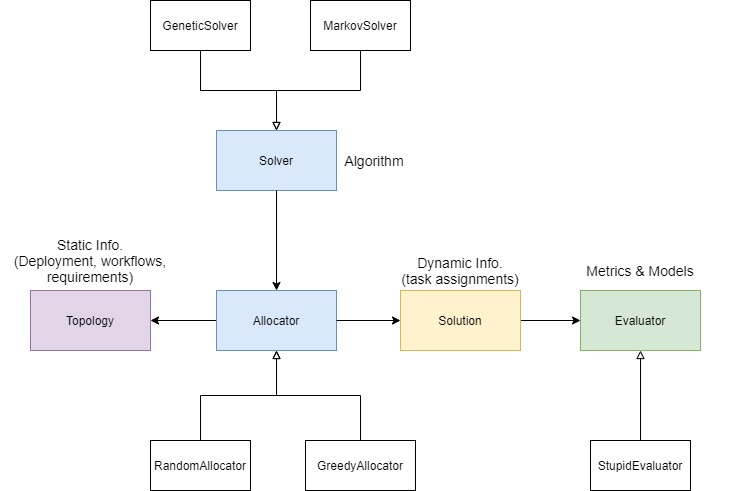 GeneticSolver
MarkovSolver
Solver
Algorithm
Static Info.
(Deployment, workflows,
requirements)
Dynamic Info.
(task assignments)
Metrics & Models
Topology
Allocator
Solution
Evaluator
RandomAllocator
GreedyAllocator
StupidEvaluator